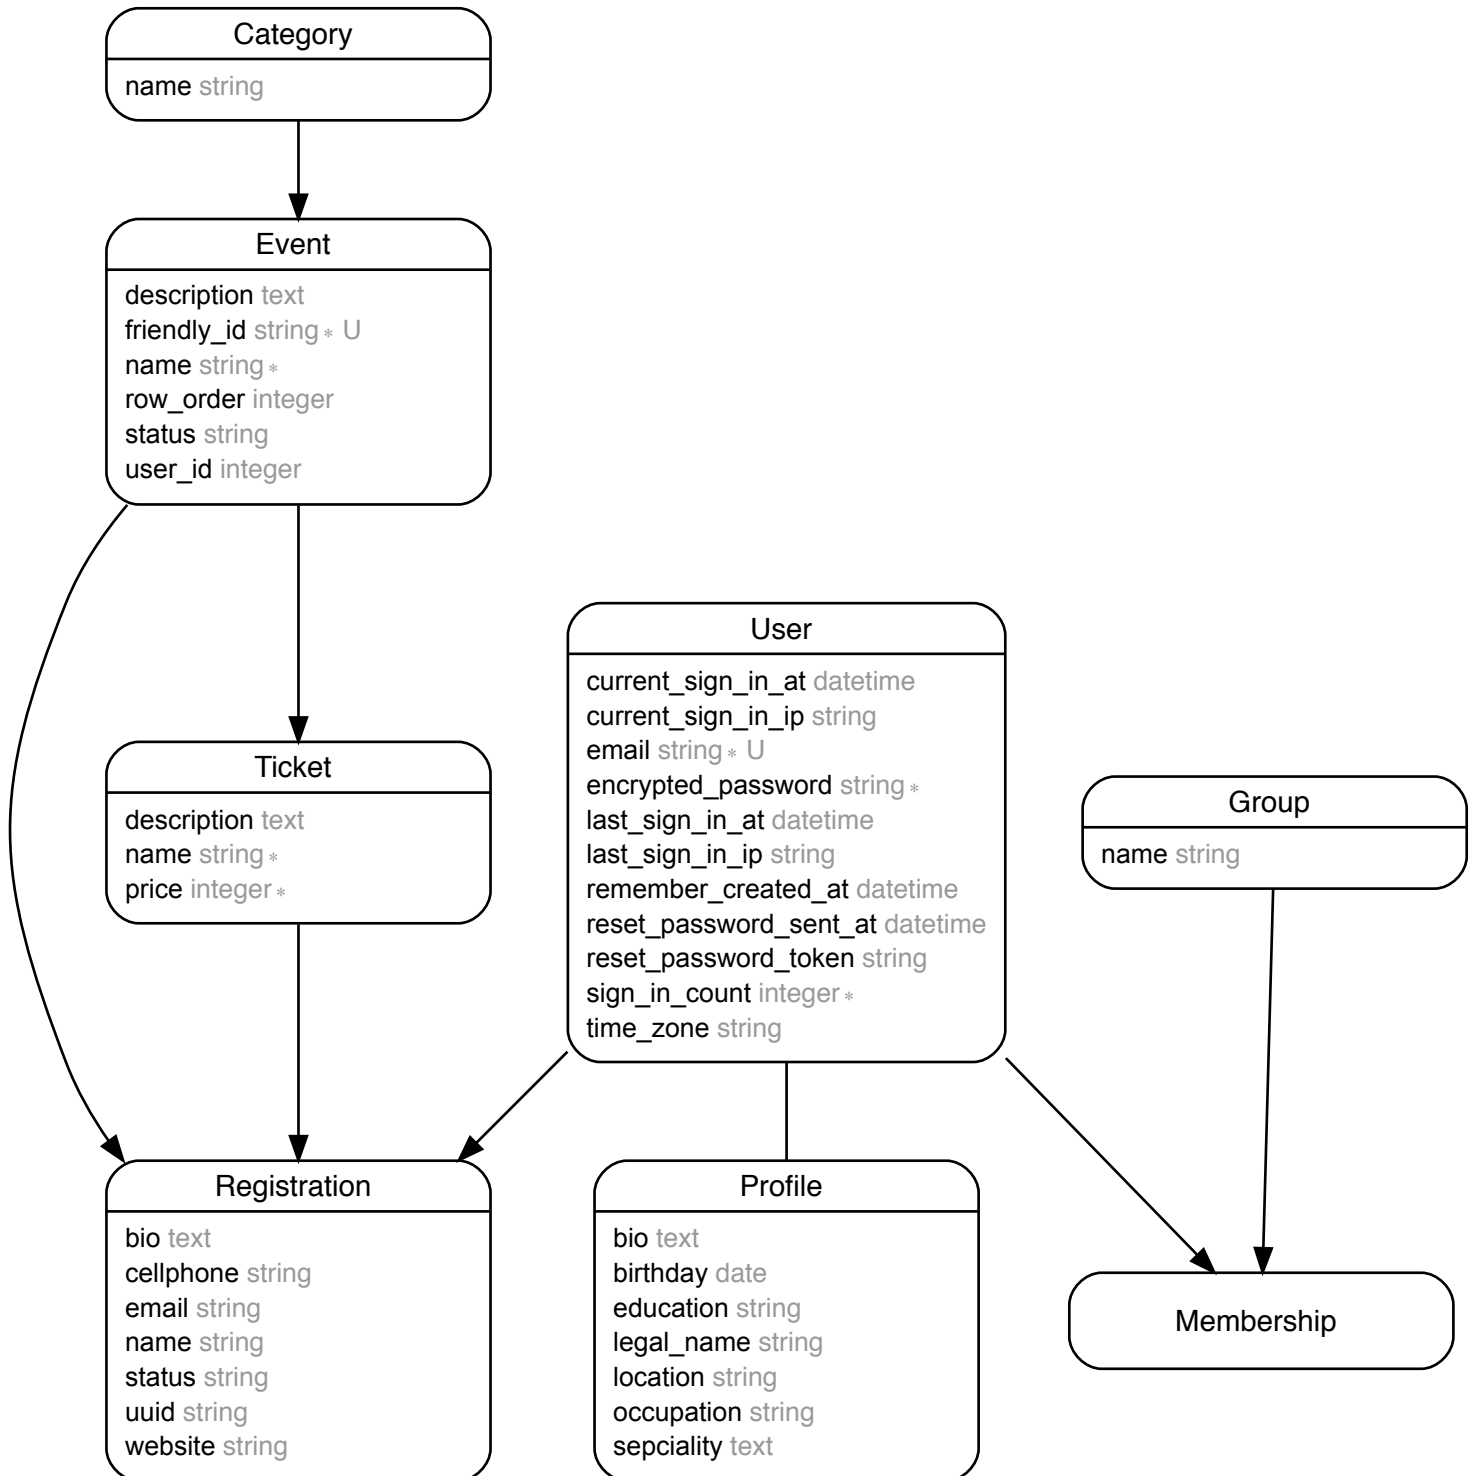 Category
name string
Event
description text
friendly_id string∗ U
name string∗
row_order integer
status string
user_id integer
Ticket
description text
name string∗
price integer∗
User
current_sign_in_at datetime
current_sign_in_ip string
email string∗ U
encrypted_password string∗
last_sign_in_at datetime
last_sign_in_ip string
remember_created_at datetime
reset_password_sent_at datetime
reset_password_token string
sign_in_count integer∗
time_zone string
Group
name string
Registration
bio text
cellphone string
email string
name string
status string
uuid string
website string
Profile
bio text
birthday date
education string
legal_name string
location string
occupation string
sepciality text
Membership